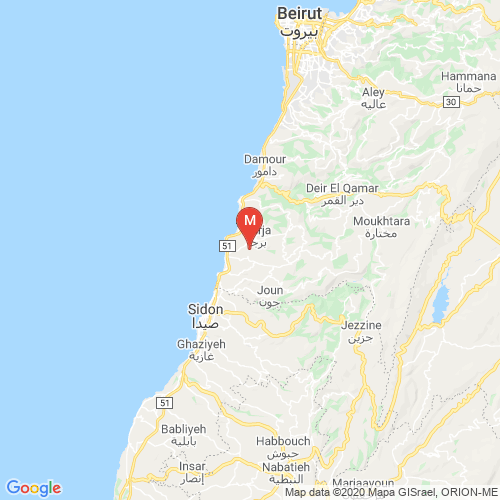 Beirut
بيروت
Hammana
حمانا
Aley
عاليه
30
Damour
دامور
Deir El Qamar
دير القمر
Moukhtara
مختارة
M
rja
51
Joun
جون
Sidon
صيدا
Jezzine
جزين
Ghaziyeh
غازية
51
Babliyeh
بابلية
Habbouch
حبوش
Insar
إنصار
Nabatieh
النبطية
Marjaayoun
Google
Map data ©2020 Mapa GISrael, ORION-ME